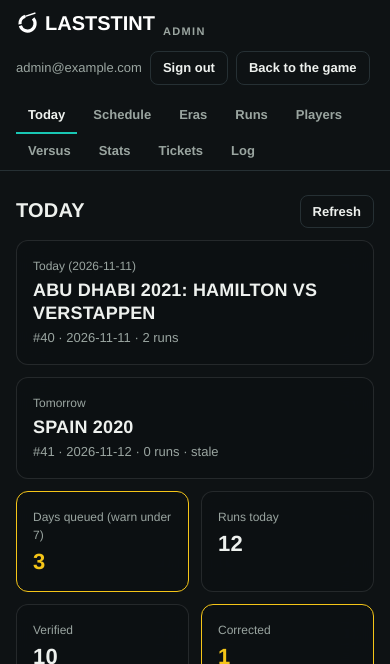 LASTSTINT ADMIN
admin@example.com Sign out Back to the game
Today Schedule Eras Runs Players
Versus Stats Tickets Log
TODAY Refresh
Today (2026-11-11)
ABU DHABI 2021: HAMILTON VS
VERSTAPPEN
#40 · 2026-11-11 · 2 runs
Tomorrow
SPAIN 2020
#41 · 2026-11-12 · 0 runs · stale
Days queued (warn under
7)
3
Runs today
12
Verified
10
Corrected
1